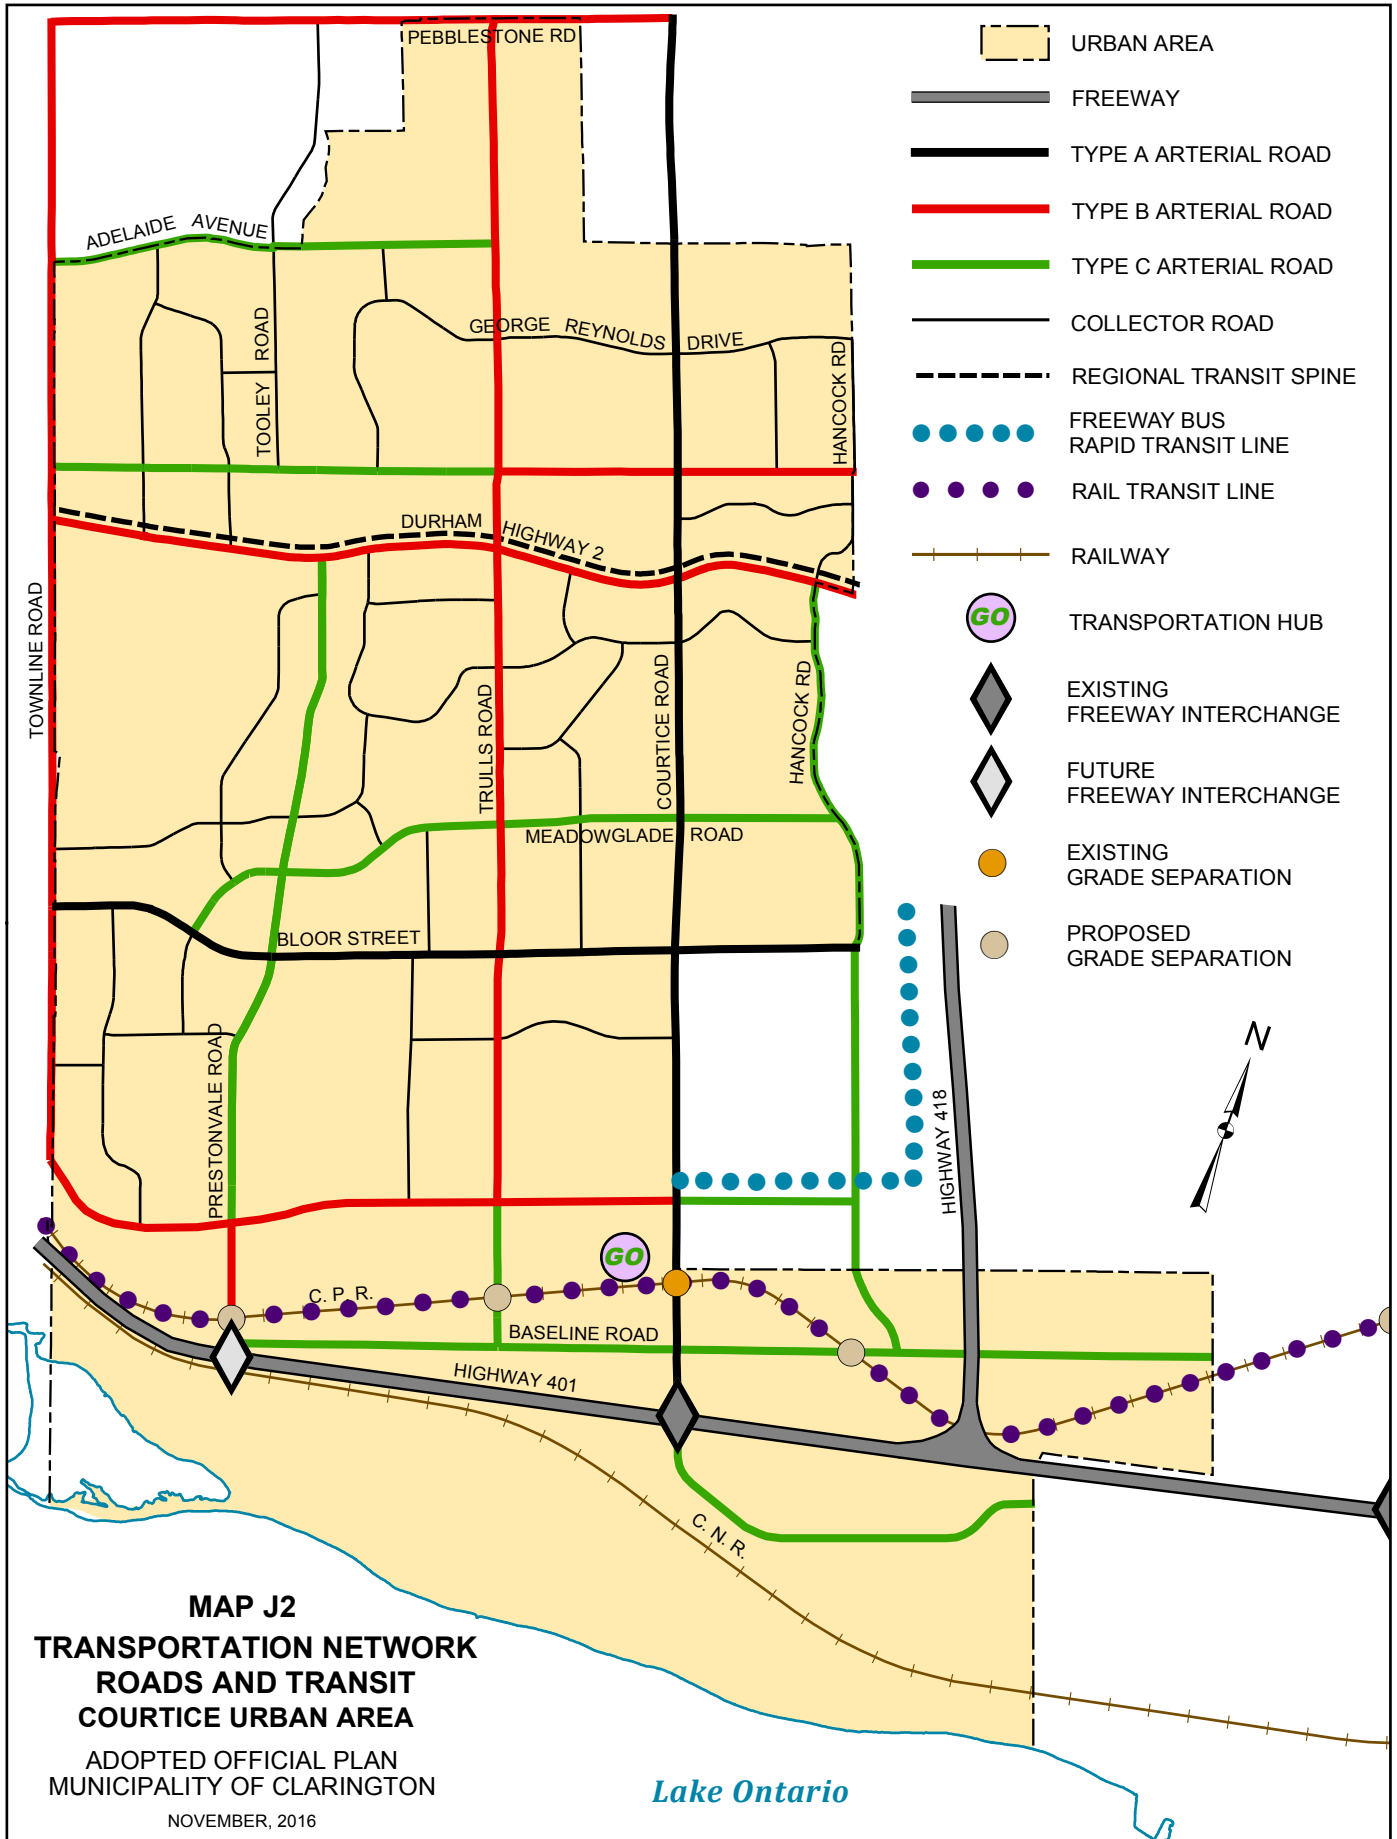 PEBBLESTONE RD
URBAN AREA
FREEWAY
TYPE A ARTERIAL ROAD
TYPE B ARTERIAL ROAD
TYPE C ARTERIAL ROAD
COLLECTOR ROAD
REGIONAL TRANSIT SPINE
FREEWAY BUS
RAPID TRANSIT LINE
RAIL TRANSIT LINE
RAILWAY
GO
TRANSPORTATION HUB
EXISTING
FREEWAY INTERCHANGE
FUTURE
FREEWAY INTERCHANGE
EXISTING
GRADE SEPARATION
PROPOSED
GRADE SEPARATION
N
ADELAIDE AVENUE
TOOLEY ROAD
GEORGE REYNOLDS DRIVE
HANCOCK RD
DURHAM HIGHWAY 2
TOWNLINE ROAD
TRULLS ROAD
COURTICE ROAD
HANCOCK RD
MEADOWGLADE ROAD
BLOOR STREET
PRESTONVALE ROAD
HIGHWAY 418
GO
C. P. R.
BASELINE ROAD
HIGHWAY 401
C. N. R.
MAP J2
TRANSPORTATION NETWORK
ROADS AND TRANSIT
COURTICE URBAN AREA
ADOPTED OFFICIAL PLAN
MUNICIPALITY OF CLARINGTON
NOVEMBER, 2016
Lake Ontario